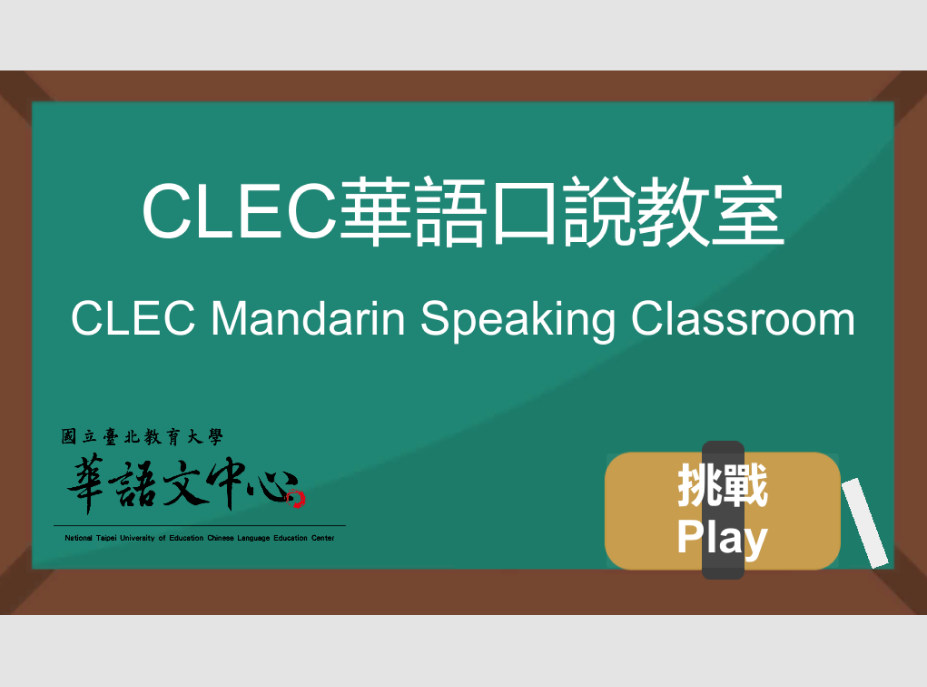 CLEC華語口說教室
CLEC Mandarin Speaking Classroom
國立臺北教育大學
華語文中心
National Taipei University of Education Chinese Language Education Center
挑戰
Play